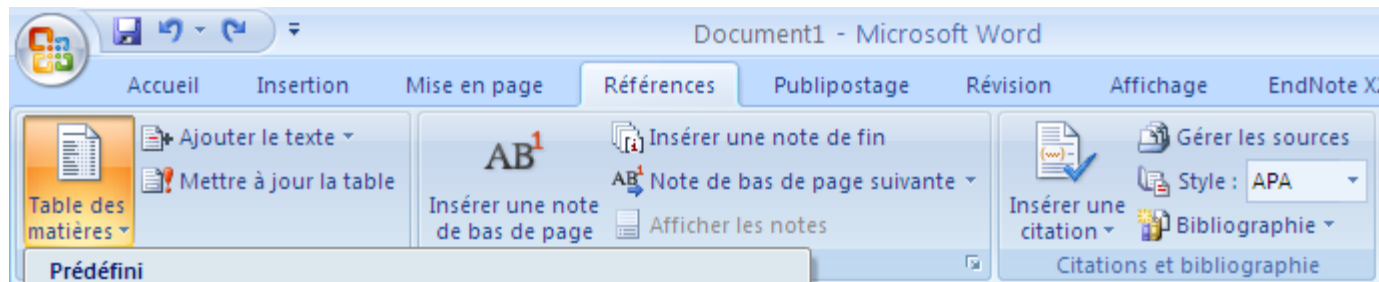 Document1 - Microsoft Word
Accueil Insertion Mise en page Références Publipostage Révision Affichage EndNote X
Table des matières
Ajouter le texte
Mettre à jour la table
AB1
Insérer une note
de bas de page
Insérer une note de fin
AB1 Note de bas de page suivante
Afficher les notes
Insérer une
citation
Gérer les sources
Style : APA
Bibliographie
Citations et bibliographie
Prédéfini